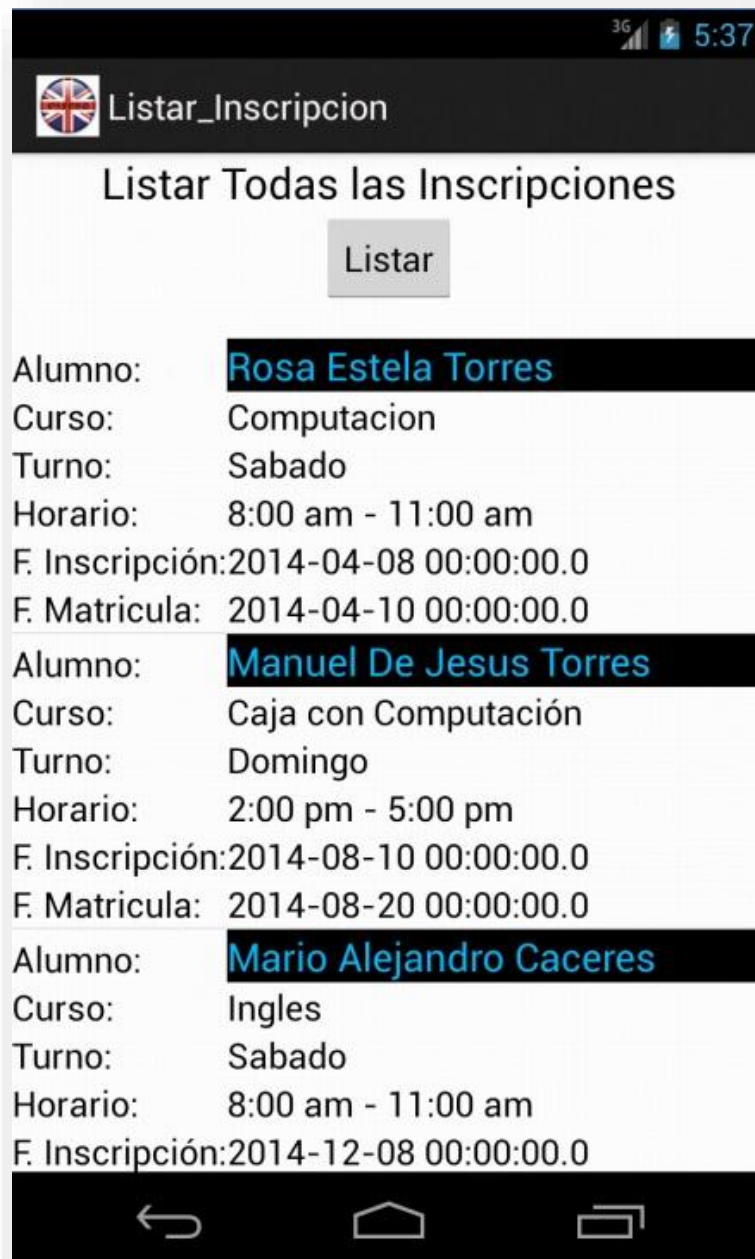 3G 5:37
Listar_Inscripcion
Listar Todas las Inscripciones
Listar
Alumno: Rosa Estela Torres
Curso: Computacion
Turno: Sabado
Horario: 8:00 am - 11:00 am
F. Inscripción:2014-04-08 00:00:00.0
F. Matricula: 2014-04-10 00:00:00.0
Alumno: Manuel De Jesus Torres
Curso: Caja con Computación
Turno: Domingo
Horario: 2:00 pm - 5:00 pm
F. Inscripción:2014-08-10 00:00:00.0
F. Matricula: 2014-08-20 00:00:00.0
Alumno: Mario Alejandro Caceres
Curso: Ingles
Turno: Sabado
Horario: 8:00 am - 11:00 am
F. Inscripción:2014-12-08 00:00:00.0